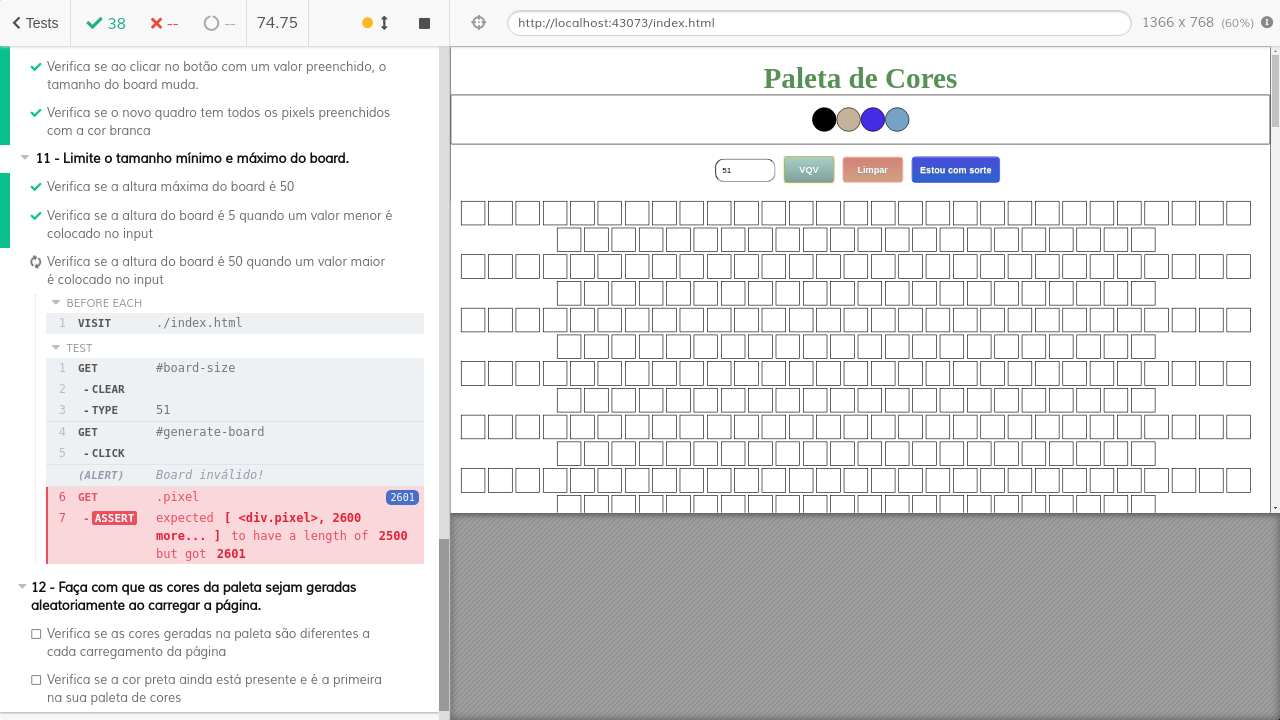 Tests
38
--
--
74.75
http://localhost:43073/index.html
1366 x 768 (60%)
Verifica se ao clicar no botão com um valor preenchido, o
tamanho do board muda.
Verifica se o novo quadro tem todos os pixels preenchidos
com a cor branca
11 - Limite o tamanho mínimo e máximo do board.
Verifica se a altura máxima do board é 50
Verifica se a altura do board é 5 quando um valor menor é
colocado no input
Verifica se a altura do board é 50 quando um valor maior
é colocado no input
BEFORE EACH
1 VISIT ./index.html
TEST
1 GET #board-size
2 -CLEAR
3 -TYPE 51
4 GET #generate-board
5 -CLICK
(ALERT) Board inválido!
6 GET .pixel 2601
7 -ASSERT expected [ <div.pixel>, 2600
more... ] to have a length of 2500
but got 2601
12 - Faça com que as cores da paleta sejam geradas
aleatoriamente ao carregar a página.
Verifica se as cores geradas na paleta são diferentes a
cada carregamento da página
Verifica se a cor preta ainda está presente e é a primeira
na sua paleta de cores
Paleta de Cores
51
VQV
Limpar
Estou com sorte